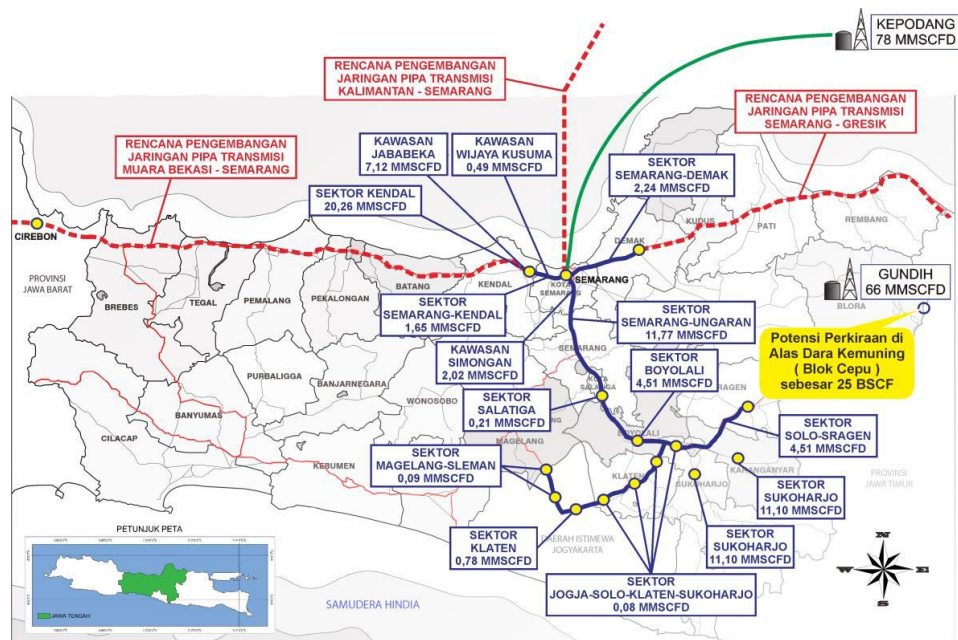 KEPODANG
78 MMSCFD
RENCANA PENGEMBANGAN
JARINGAN PIPA TRANSMISI
KALIMANTAN - SEMARANG
RENCANA PENGEMBANGAN
JARINGAN PIPA TRANSMISI
SEMARANG - GRESIK
RENCANA PENGEMBANGAN
JARINGAN PIPA TRANSMISI
MUARA BEKASI - SEMARANG
KAWASAN
JABABEKA
7,12 MMSCFD
KAWASAN
WIJAYA KUSUMA
0,49 MMSCFD
SEKTOR
SEMARANG-DEMAK
2,24 MMSCFD
SEKTOR KENDAL
20,26 MMSCFD
CIREBON
KUDUS
PATI
REMBANG
DEMAK
PROVINSI
JAWA BARAT
BREBES
TEGAL
PEMALANG
PEKALONGAN
BATANG
KENDAL
KOTA
SEMARANG
SEMARANG
GUNDIH
66 MMSCFD
BLORA
SEKTOR
SEMARANG-KENDAL
1,65 MMSCFD
SEKTOR
SEMARANG-UNGARAN
11,77 MMSCFD
Potensi Perkiraan di
Alas Dara Kemuning
( Blok Cepu )
sebesar 25 BSCF
KAWASAN
SIMONGAN
2,02 MMSCFD
SEMARANG
SEKTOR
BOYOLALI
4,51 MMSCFD
PURBALIGGA
BANJARNEGARA
WONOSOBO
KOTA
SALATIGA
SEKTOR
SALATIGA
0,21 MMSCFD
BANYUMAS
CILACAP
KEBUMEN
MAGELANG
BOYOLALI
SEKTOR
SOLO-SRAGEN
4,51 MMSCFD
SEKTOR
MAGELANG-SLEMAN
0,09 MMSCFD
KLATEN
SUKOHARJO
KARANGANYAR
PROVINSI
JAWA TIMUR
SEKTOR
SUKOHARJO
11,10 MMSCFD
SEKTOR
KLATEN
0,78 MMSCFD
DAERAH ISTIMEWA
JOGYAKARTA
SEKTOR
SUKOHARJO
11,10 MMSCFD
SEKTOR
JOGJA-SOLO-KLATEN-SUKOHARJO
0,08 MMSCFD
N
W
E
S
PETUNJUK PETA
JAWA TENGAH
SAMUDERA HINDIA